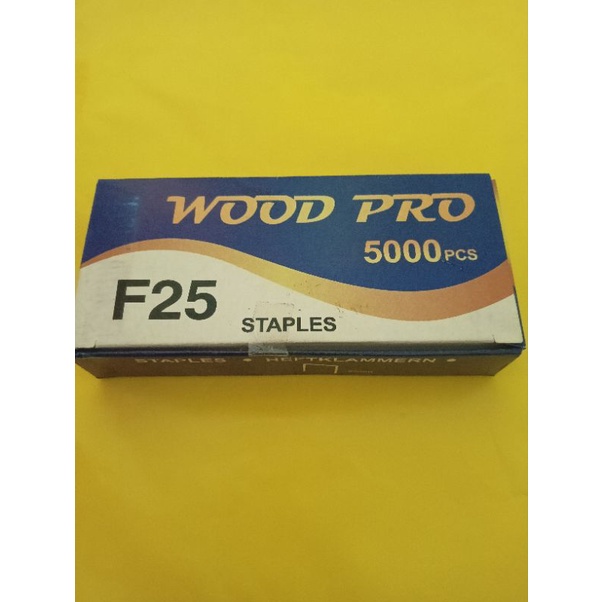 WOOD PRO
5000PCS
F25
STAPLES
STAPLES • HEFTKLAMMERN •